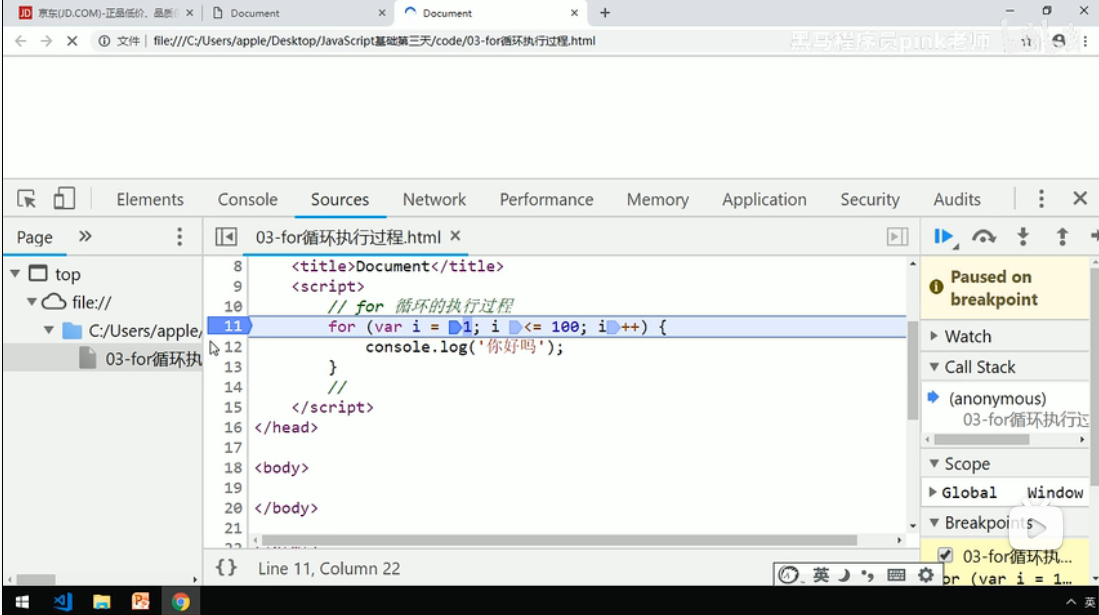 京东(JD.COM)-正品低价、品质
Document
Document
文件 file:///C:/Users/apple/Desktop/JavaScript基础第三天/code/03-for循环执行过程.html
黑马程序员pink老师
Elements Console Sources Network Performance Memory Application Security Audits
Page
03-for循环执行过程.html
top
file://
C:/Users/apple/
03-for循环执
8 <title>Document</title>
9 <script>
10 // for 循环的执行过程
11 for (var i = 1; i <= 100; i++) {
12 console.log('你好吗');
13 }
14 //
15 </script>
16 </head>
17
18 <body>
19
20 </body>
21
{} Line 11, Column 22
Paused on
breakpoint
Watch
Call Stack
(anonymous)
03-for循环执行过
Scope
Global Window
Breakpoints
03-for循环执...
or (var i = 1...
英
英